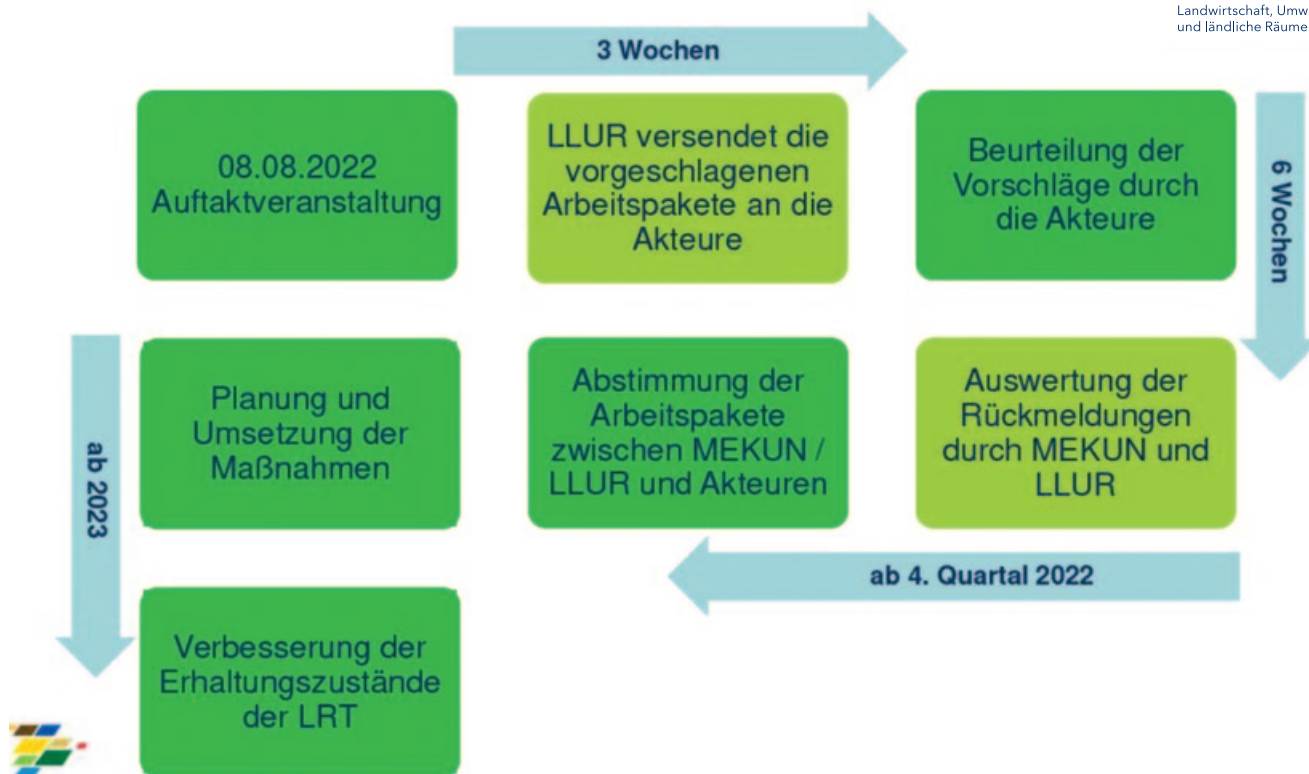 Landwirtschaft, Umw
und ländliche Räume
3 Wochen
08.08.2022
Auftaktveranstaltung
LLUR versendet die
vorgeschlagenen
Arbeitspakete an die
Akteure
Beurteilung der
Vorschläge durch
die Akteure
6 Wochen
Auswertung der
Rückmeldungen
durch MEKUN und
LLUR
ab 4. Quartal 2022
Abstimmung der
Arbeitspakete
zwischen MEKUN /
LLUR und Akteuren
Planung und
Umsetzung der
Maßnahmen
ab 2023
Verbesserung der
Erhaltungszustände
der LRT